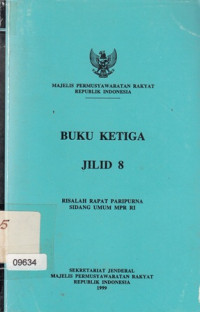 MAJELIS PERMUSYAWARATAN RAKYAT
REPUBLIK INDONESIA
BUKU KETIGA
JILID 8
RISALAH RAPAT PARIPURNA
SIDANG UMUM MPR RI
5
09634
SEKRETARIAT JENDERAL
MAJELIS PERMUSYAWARATAN RAKYAT
REPUBLIK INDONESIA
1999